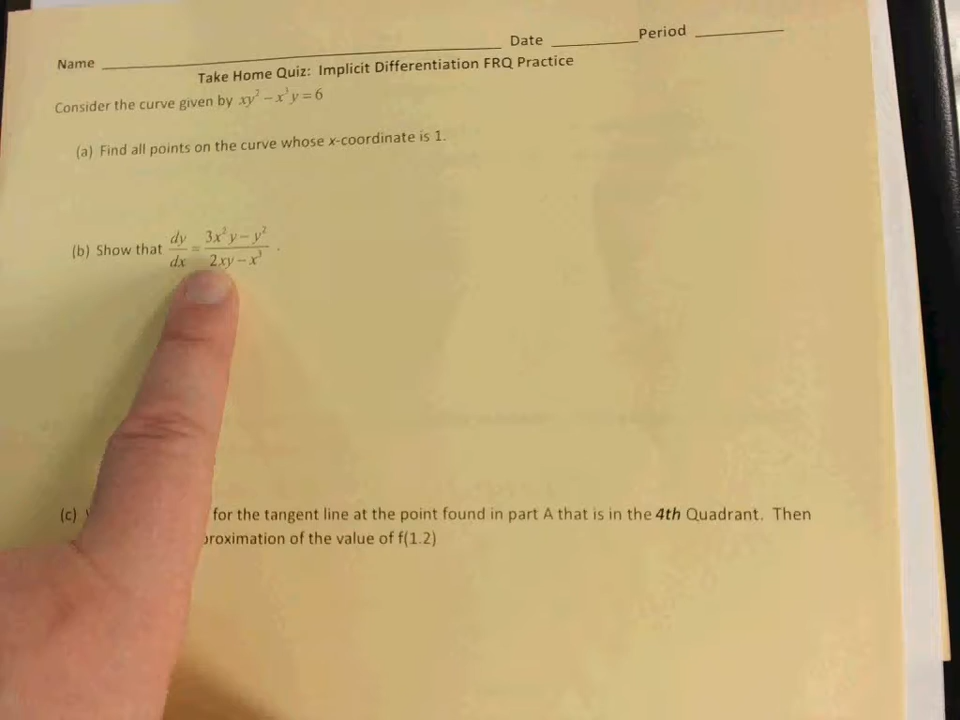 Name ____ Date ____ Period ____
Take Home Quiz: Implicit Differentiation FRQ Practice
Consider the curve given by xy² − x³y = 6
(a) Find all points on the curve whose x-coordinate is 1.
(b) Show that dy/dx = (3x²y − y²)/(2xy − x³) .
(c) for the tangent line at the point found in part A that is in the 4th Quadrant. Then
of the value of f(1.2)